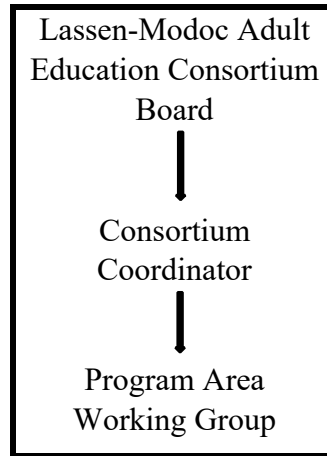 Lassen-Modoc Adult
Education Consortium
Board
Consortium
Coordinator
Program Area
Working Group